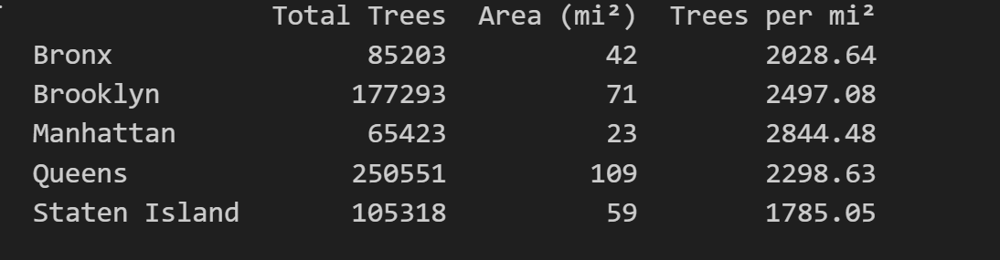 Total Trees Area (mi²) Trees per mi²
Bronx 85203 42 2028.64
Brooklyn 177293 71 2497.08
Manhattan 65423 23 2844.48
Queens 250551 109 2298.63
Staten Island 105318 59 1785.05